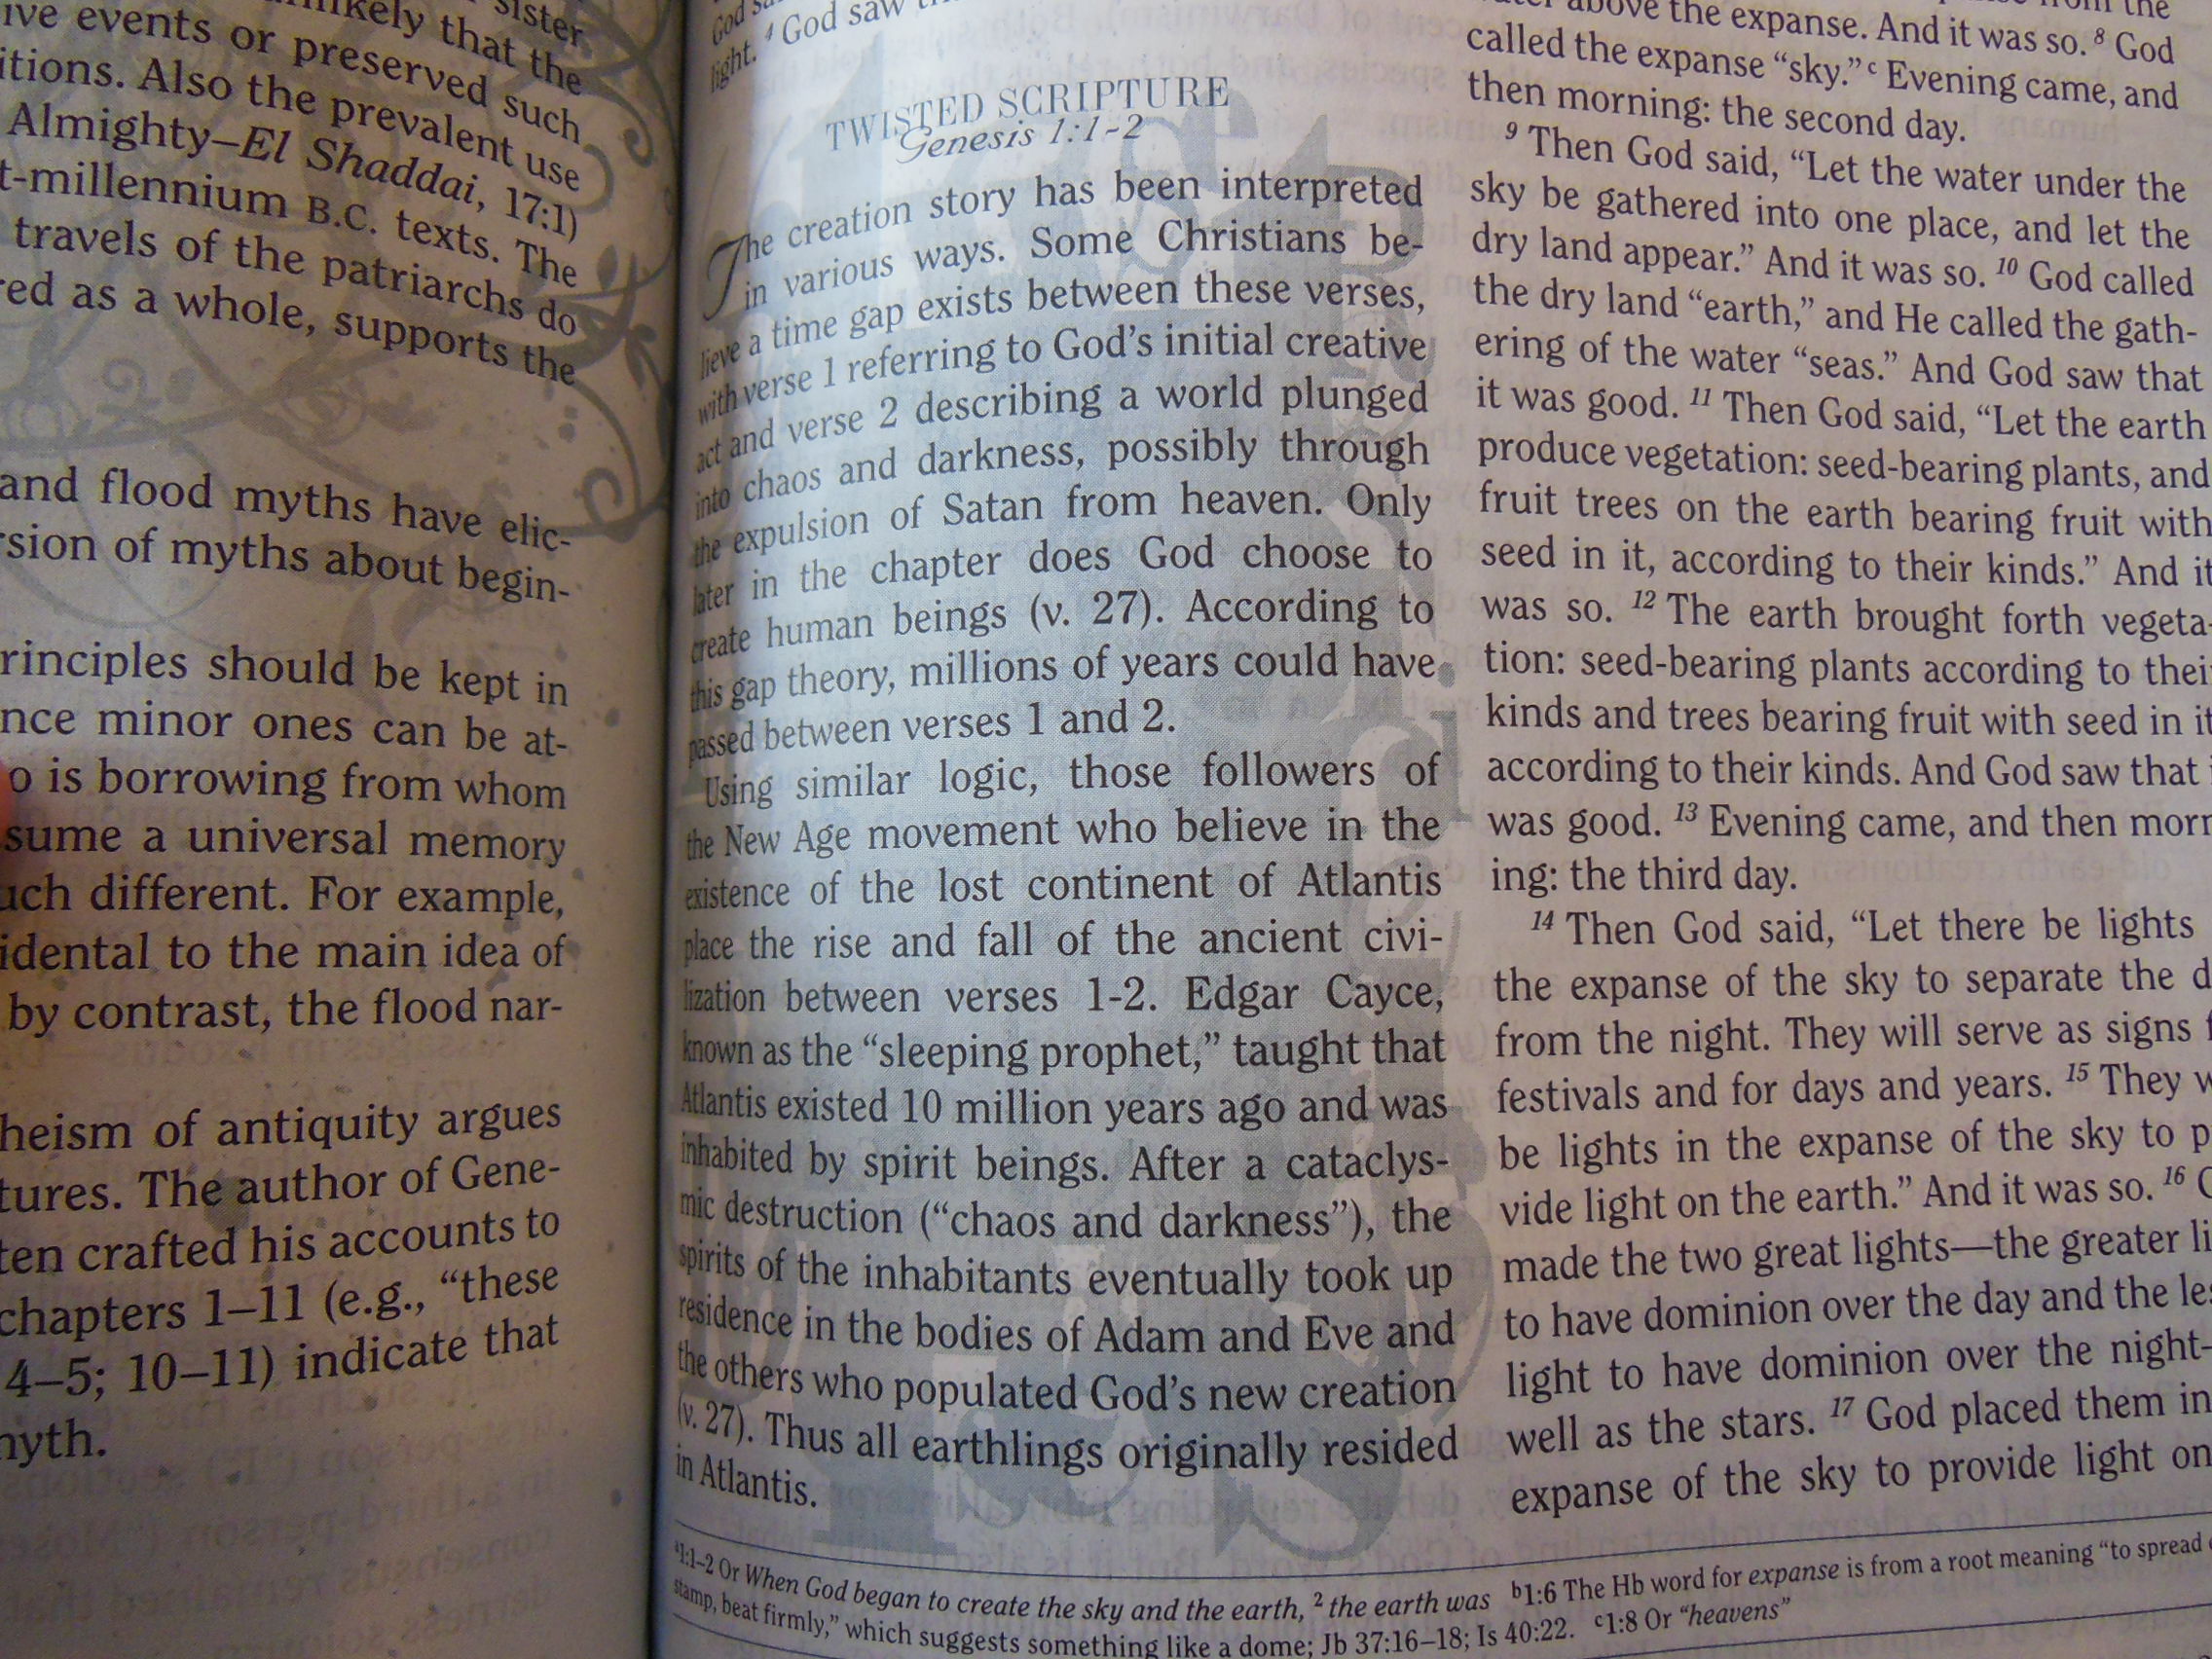 sister
likely that the
ive events or preserved such
itions. Also the prevalent use
Almighty–El Shaddai, 17:1)
t-millennium B.C. texts. The
travels of the patriarchs do
red as a whole, supports the
and flood myths have elic-
rsion of myths about begin-
rinciples should be kept in
nce minor ones can be at-
o is borrowing from whom
sume a universal memory
uch different. For example,
idental to the main idea of
by contrast, the flood nar-
heism of antiquity argues
tures. The author of Gene-
ten crafted his accounts to
chapters 1–11 (e.g., “these
4–5; 10–11) indicate that
myth.
God
light. 4 God saw
TWISTED SCRIPTURE
Genesis 1:1-2
The creation story has been interpreted
in various ways. Some Christians be-
lieve a time gap exists between these verses,
with verse 1 referring to God’s initial creative
act and verse 2 describing a world plunged
into chaos and darkness, possibly through
the expulsion of Satan from heaven. Only
later in the chapter does God choose to
create human beings (v. 27). According to
this gap theory, millions of years could have
passed between verses 1 and 2.
Using similar logic, those followers of
the New Age movement who believe in the
existence of the lost continent of Atlantis
place the rise and fall of the ancient civi-
lization between verses 1-2. Edgar Cayce,
known as the “sleeping prophet,” taught that
Atlantis existed 10 million years ago and was
inhabited by spirit beings. After a cataclys-
mic destruction (“chaos and darkness”), the
spirits of the inhabitants eventually took up
residence in the bodies of Adam and Eve and
the others who populated God’s new creation
(v. 27). Thus all earthlings originally resided
in Atlantis.
above the expanse. And it was so. 8 God
called the expanse “sky.” c Evening came, and
then morning: the second day.
9 Then God said, “Let the water under the
sky be gathered into one place, and let the
dry land appear.” And it was so. 10 God called
the dry land “earth,” and He called the gath-
ering of the water “seas.” And God saw that
it was good. 11 Then God said, “Let the earth
produce vegetation: seed-bearing plants, and
fruit trees on the earth bearing fruit with
seed in it, according to their kinds.” And it
was so. 12 The earth brought forth vegeta-
tion: seed-bearing plants according to thei
kinds and trees bearing fruit with seed in it
according to their kinds. And God saw that i
was good. 13 Evening came, and then morn
ing: the third day.
14 Then God said, “Let there be lights
the expanse of the sky to separate the d
from the night. They will serve as signs f
festivals and for days and years. 15 They w
be lights in the expanse of the sky to p
vide light on the earth.” And it was so. 16 G
made the two great lights—the greater li
to have dominion over the day and the les
light to have dominion over the night—
well as the stars. 17 God placed them in
expanse of the sky to provide light on
a1:1–2 Or When God began to create the sky and the earth, 2 the earth was b1:6 The Hb word for expanse is from a root meaning “to spread
stamp, beat firmly,” which suggests something like a dome; Jb 37:16–18; Is 40:22. c1:8 Or “heavens”